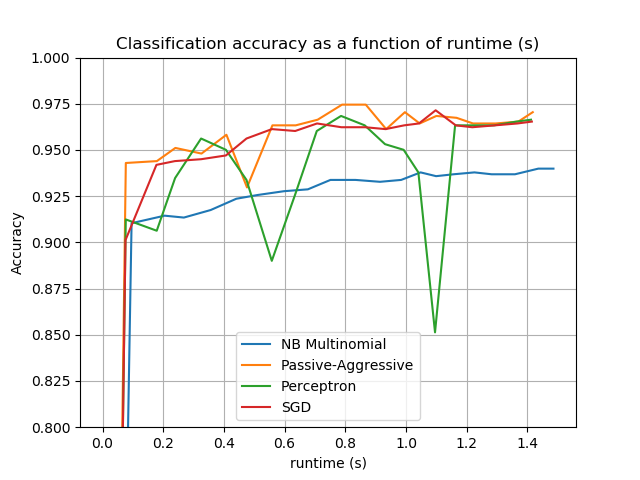 Classification accuracy as a function of runtime (s)
1.000
0.975
0.950
0.925
0.900
0.875
0.850
0.825
0.800
Accuracy
NB Multinomial
Passive-Aggressive
Perceptron
SGD
0.0 0.2 0.4 0.6 0.8 1.0 1.2 1.4
runtime (s)